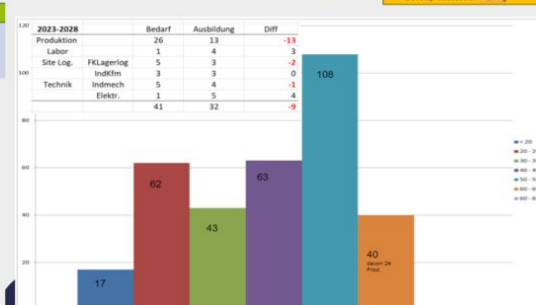 120
2023-2028 Bedarf Ausbildung Diff
Produktion 26 13 -13
Labor 1 4 3
Site Log. FKLagerlog 5 3 -2
IndKfm 3 3 0
Technik Indmech 5 4 -1
Elektr. 1 5 4
41 32 -9
100
80
60
20
17
62
43
63
108
40
davon 24
Prod.
< 20
20 - 2
30 - 3
40 - 4
50 - 5
60 - 6